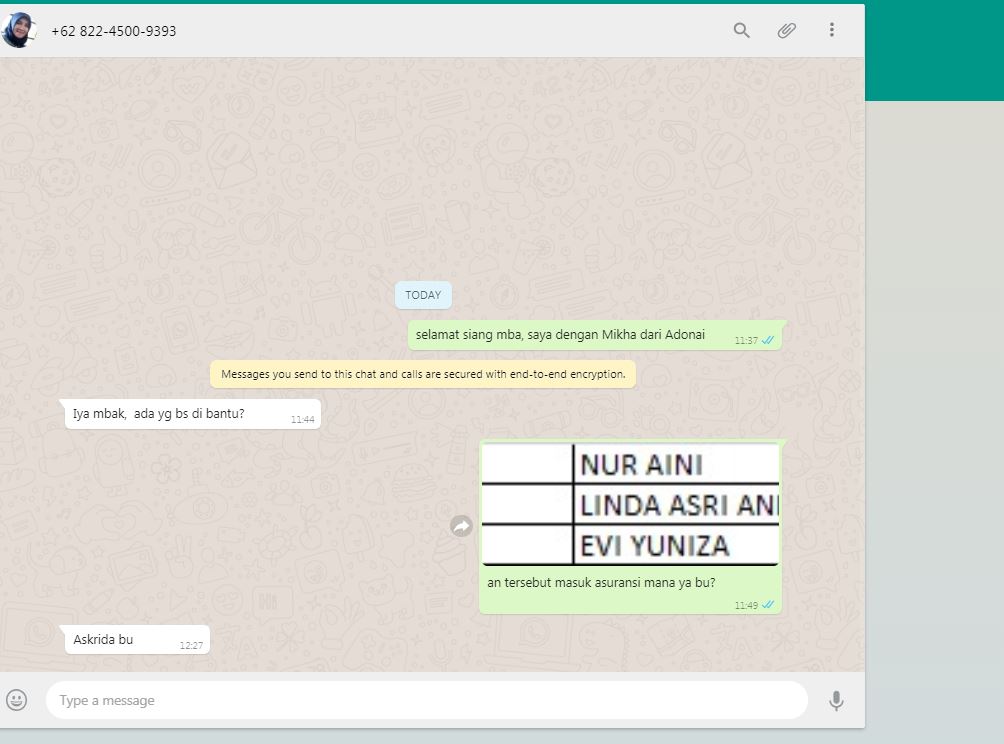 +62 822-4500-9393
TODAY
selamat siang mba, saya dengan Mikha dari Adonai
11:37
Messages you send to this chat and calls are secured with end-to-end encryption.
Iya mbak, ada yg bs di bantu?
11:44
NUR AINI
LINDA ASRI AN
EVI YUNIZA
an tersebut masuk asuransi mana ya bu?
11:49
Askrida bu
12:27
Type a message